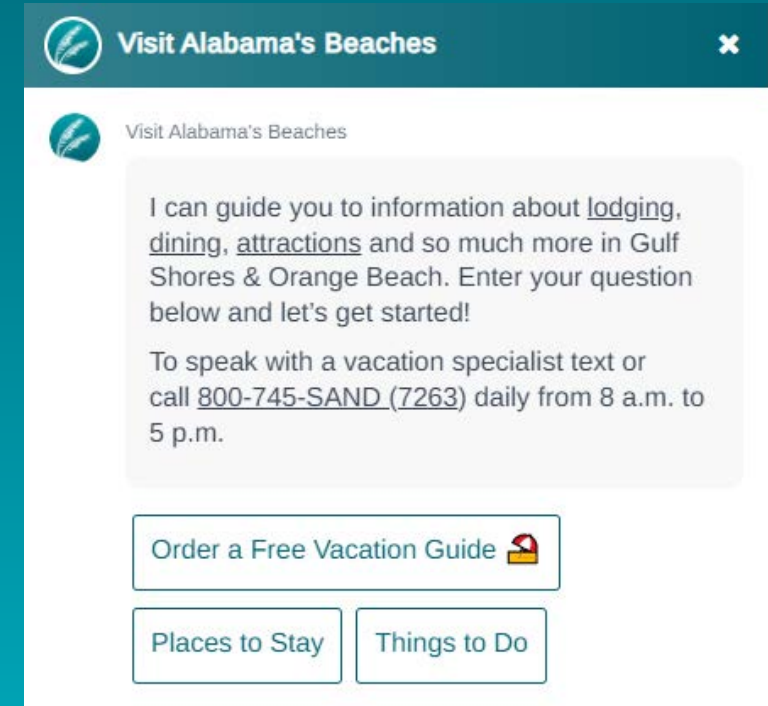 Visit Alabama's Beaches
Visit Alabama's Beaches
I can guide you to information about lodging,
dining, attractions and so much more in Gulf
Shores & Orange Beach. Enter your question
below and let’s get started!
To speak with a vacation specialist text or
call 800-745-SAND (7263) daily from 8 a.m. to
5 p.m.
Order a Free Vacation Guide
Places to Stay
Things to Do